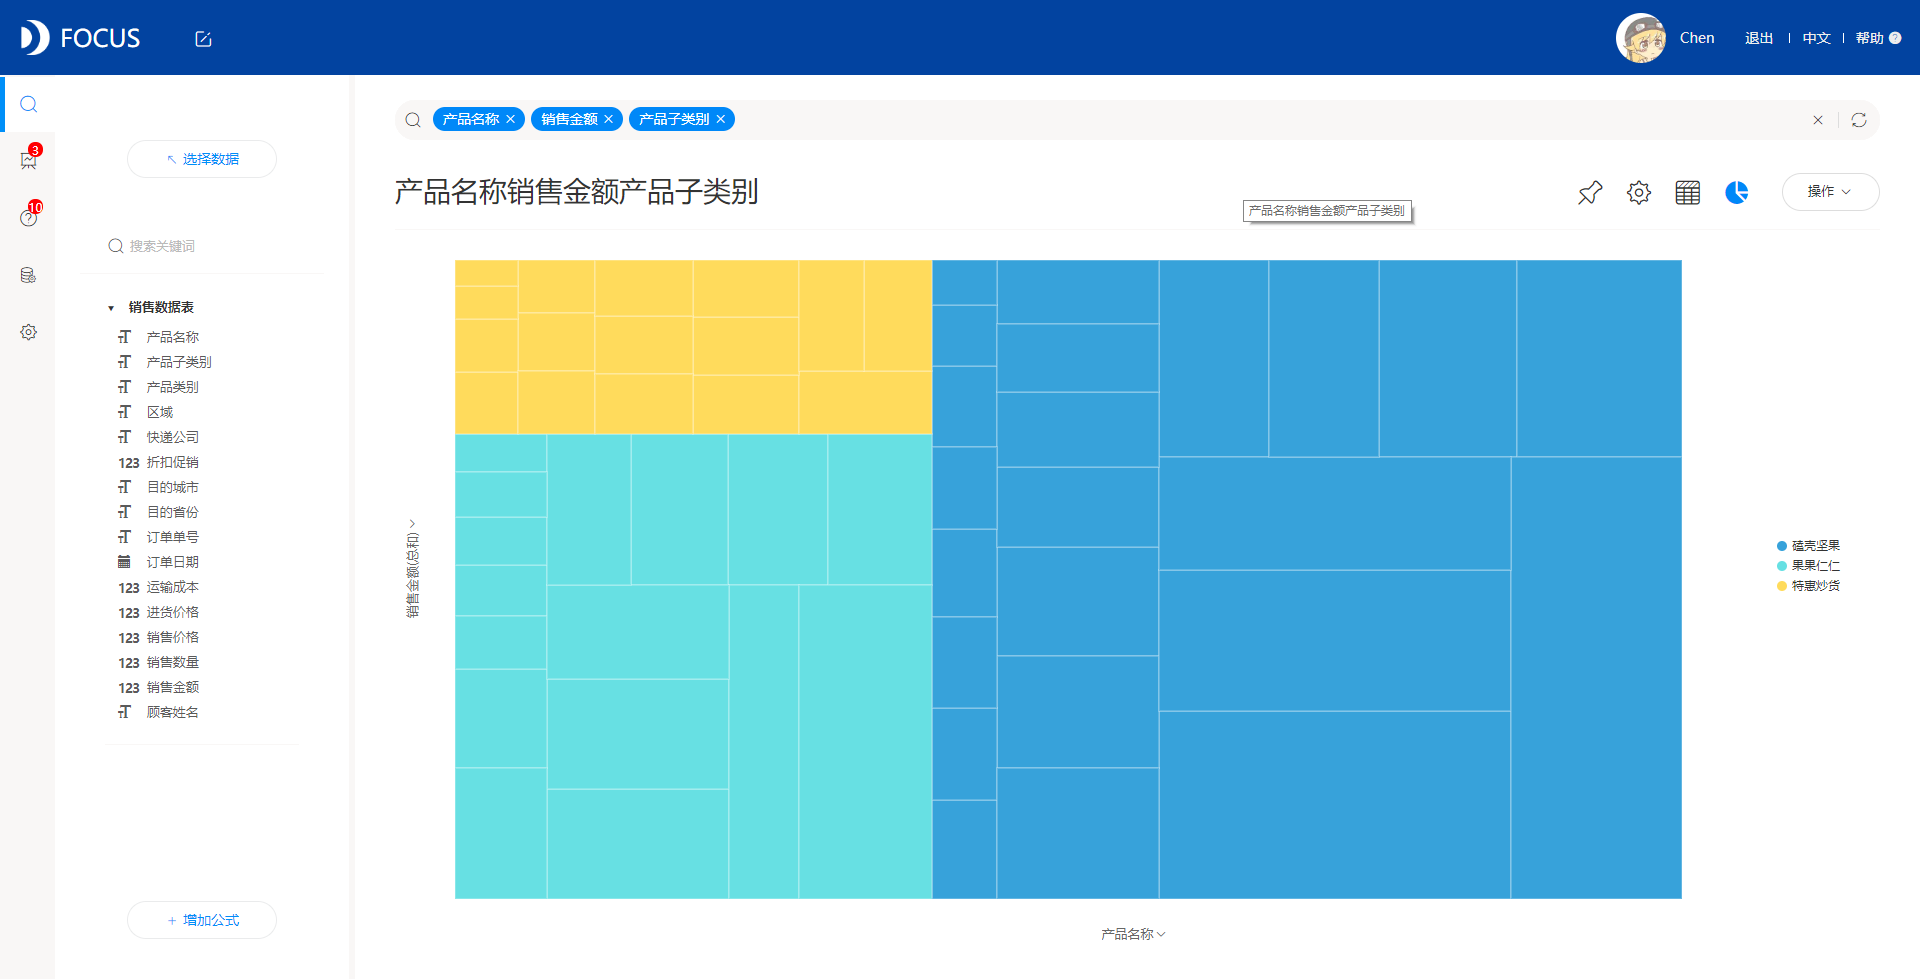 FOCUS
Chen 退出 中文 帮助 ?
3
10
选择数据
搜索关键词
销售数据表
产品名称
产品子类别
产品类别
区域
快递公司
123 折扣促销
目的城市
目的省份
订单单号
订单日期
123 运输成本
123 进货价格
123 销售价格
123 销售数量
123 销售金额
顾客姓名
+ 增加公式
产品名称 × 销售金额 × 产品子类别 ×
产品名称销售金额产品子类别
操作
产品名称销售金额产品子类别
销售金额(总和)
磕壳坚果
果果仁仁
特惠炒货
产品名称